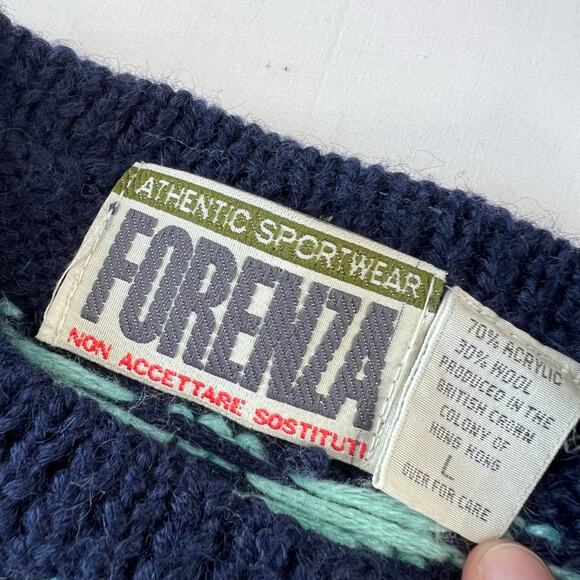 ATHENTIC SPORTWEAR
FORENZA
NON ACCETTARE SOSTITUTI
70% ACRYLIC
30% WOOL
PRODUCED IN THE
BRITISH CROWN
COLONY OF
HONG KONG
L
OVER FOR CARE